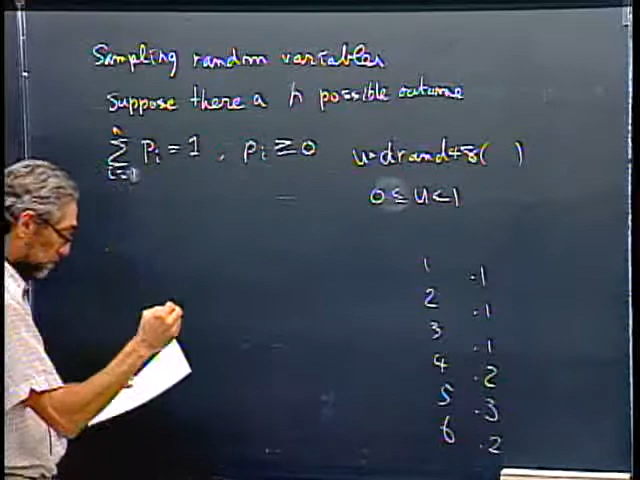 Sampling random variables
Suppose there a n possible outcome
n
∑ pᵢ = 1 , pᵢ ≥ 0 u=drand48( )
i=1
0 ≤ u < 1
1 .1
2 .1
3 .1
4 .2
5 .3
6 .2